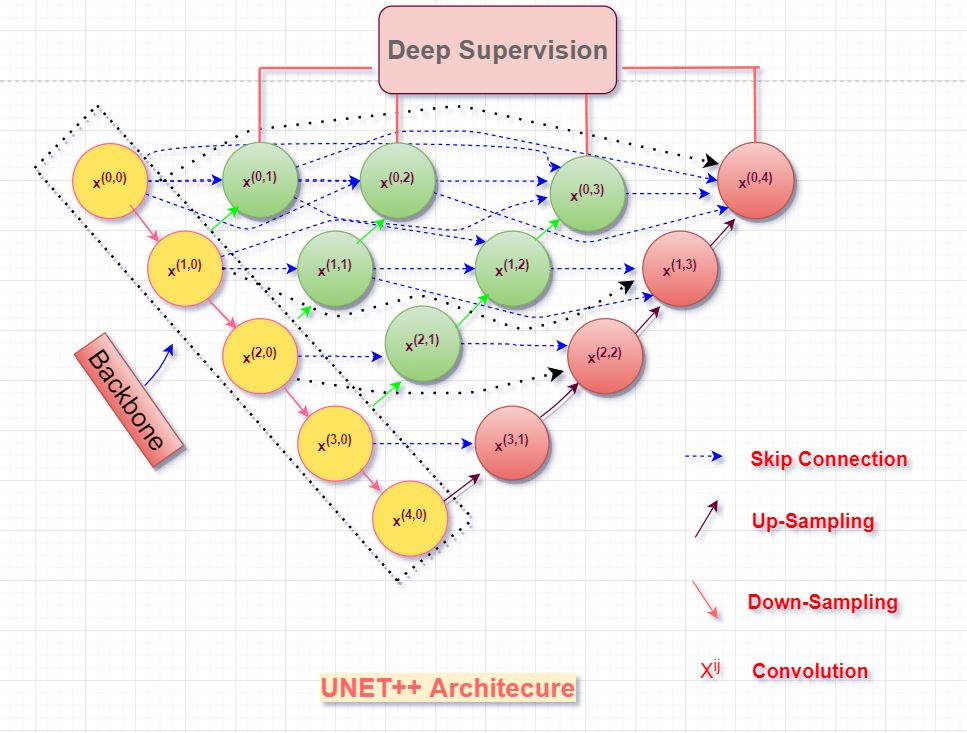 Deep Supervision
x(0,0)
x(0,1)
x(0,2)
x(0,3)
x(0,4)
x(1,0)
x(1,1)
x(1,2)
x(1,3)
x(2,0)
x(2,1)
x(2,2)
Backbone
x(3,0)
x(3,1)
x(4,0)
Skip Connection
Up-Sampling
Down-Sampling
Xij Convolution
UNET++ Architecure